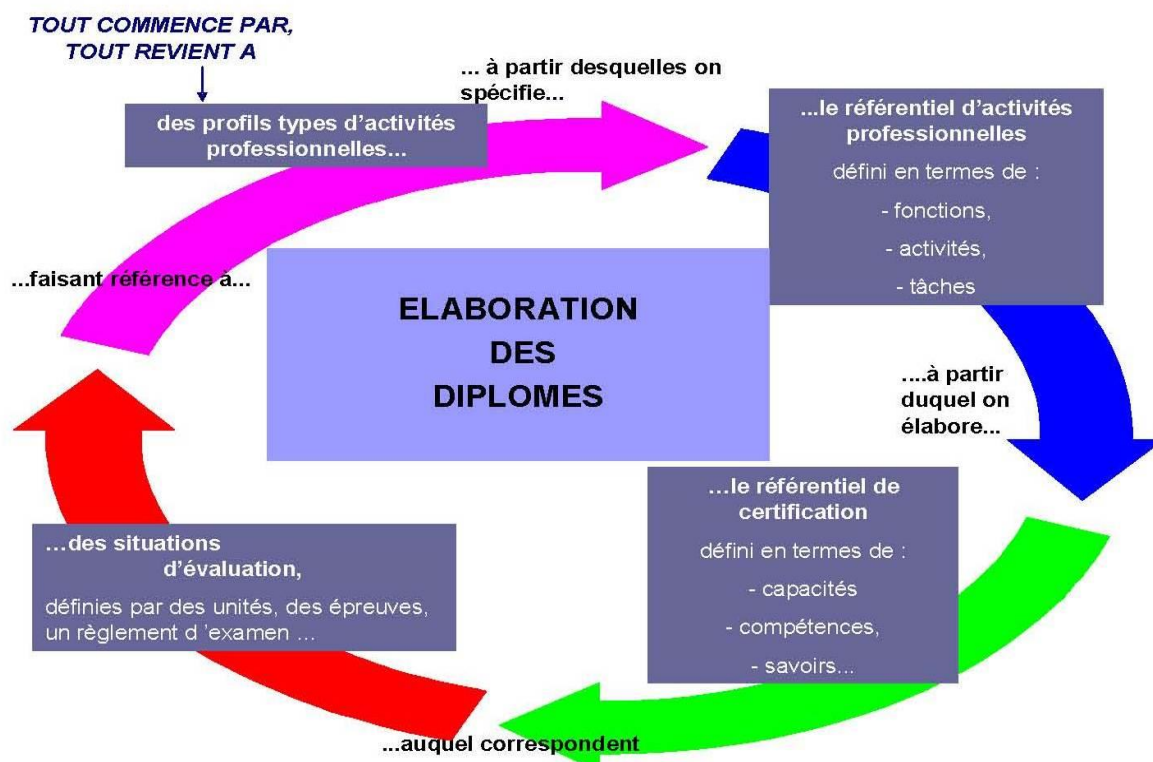 TOUT COMMENCE PAR,
TOUT REVIENT A
des profils types d’activités
professionnelles...
... à partir desquelles on
spécifie...
...le référentiel d’activités
professionnelles
défini en termes de :
- fonctions,
- activités,
- tâches
....à partir
duquel on
élabore...
...le référentiel de
certification
défini en termes de :
- capacités
- compétences,
- savoirs...
...auquel correspondent
...des situations
d’évaluation,
définies par des unités, des épreuves,
un règlement d ’examen ...
...faisant référence à...
ELABORATION
DES
DIPLOMES